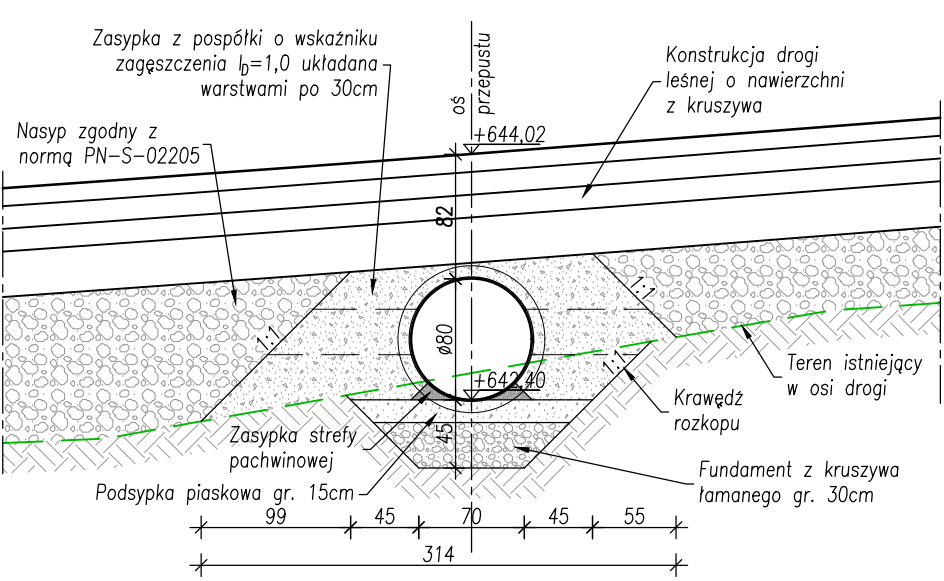 Zasypka z pospółki o wskaźniku
zagęszczenia ID=1,0 układana
warstwami po 30cm
oś
przepustu
Konstrukcja drogi
leśnej o nawierzchni
z kruszywa
Nasyp zgodny z
normą PN-S-02205
+644,02
82
1:1
1:1
ø80
1:1
+642,40
Teren istniejący
w osi drogi
Krawędź
rozkopu
45
Zasypka strefy
pachwinowej
Podsypka piaskowa gr. 15cm
Fundament z kruszywa
łamanego gr. 30cm
99
45
70
45
55
314